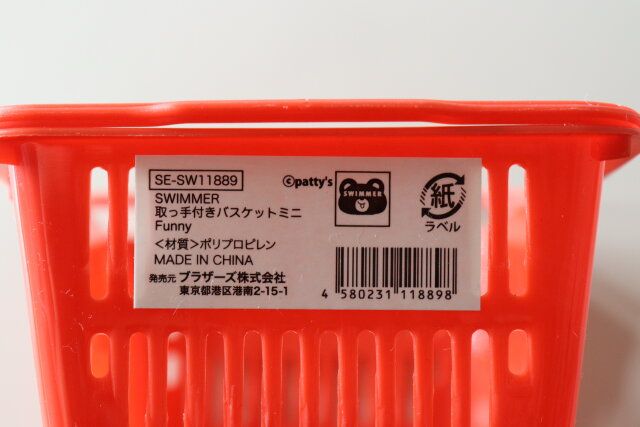 SE-SW11889
SWIMMER
取っ手付きバスケットミニ
Funny
<材質>ポリプロピレン
MADE IN CHINA
発売元 プラザーズ株式会社
東京都港区港南2-15-1
©patty's
SWIMMER
紙
ラベル
4 580231 118898